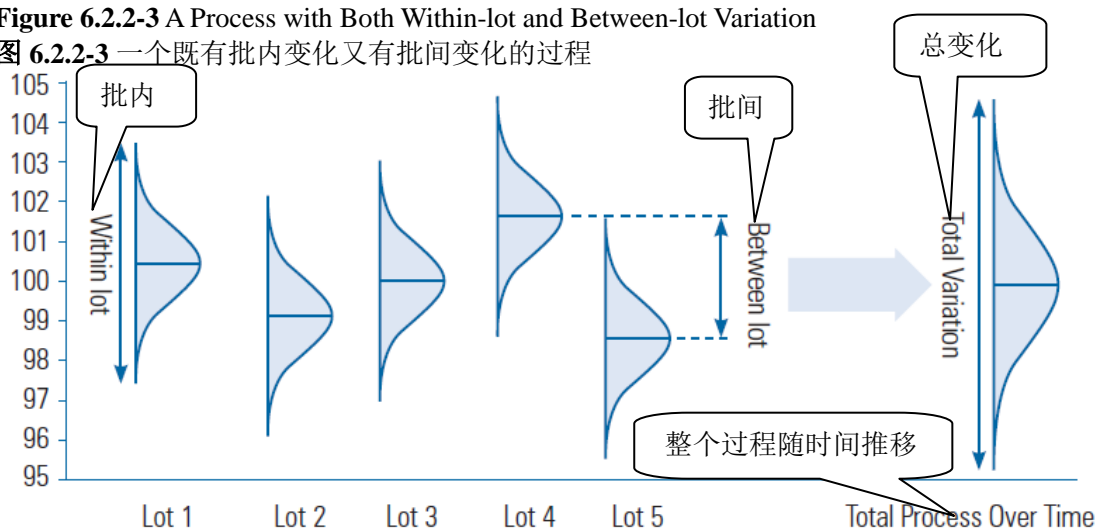 Figure 6.2.2-3 A Process with Both Within-lot and Between-lot Variation
图 6.2.2-3 一个既有批内变化又有批间变化的过程
总变化
批内
批间
105
104
103
102
101
100
99
98
97
96
95
Within lot
Between lot
Total Variation
整个过程随时间推移
Lot 1
Lot 2
Lot 3
Lot 4
Lot 5
Total Process Over Time